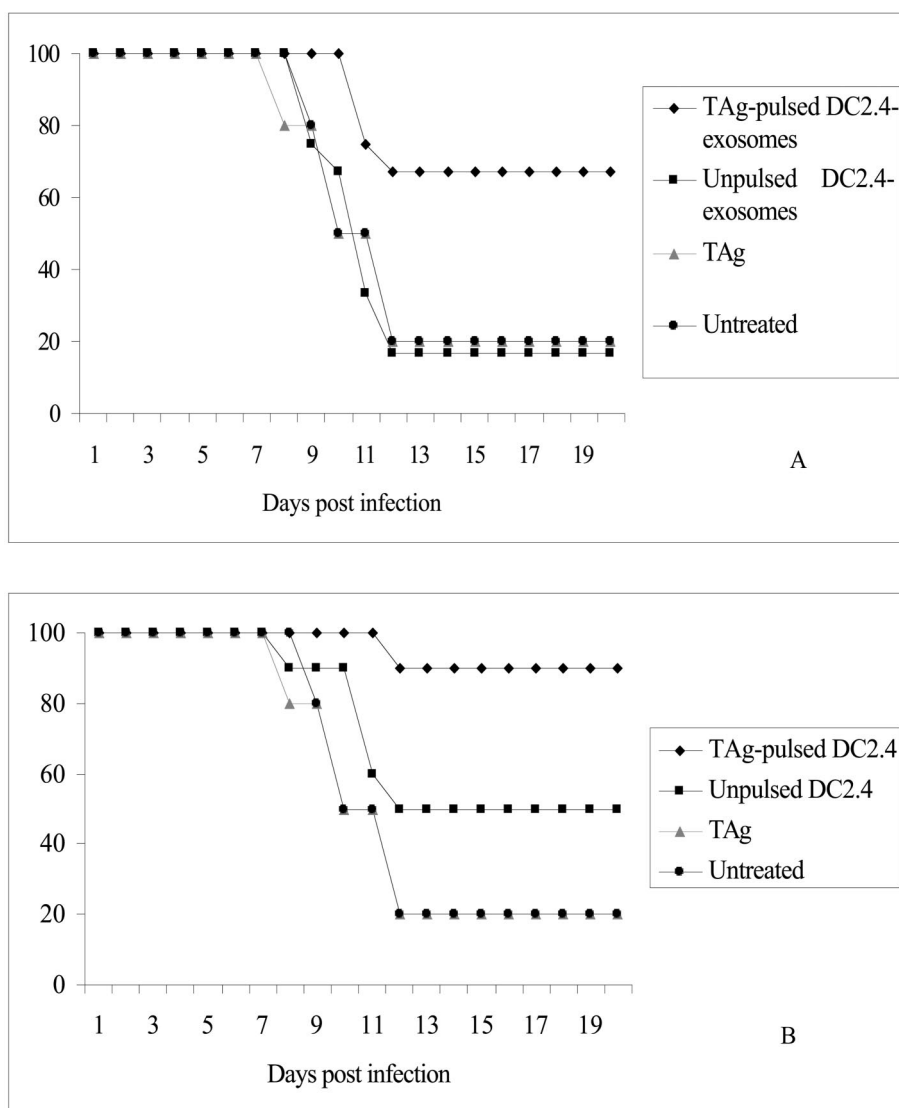 100
80
60
40
20
0
1 3 5 7 9 11 13 15 17 19
Days post infection
TAg-pulsed DC2.4-
exosomes
Unpulsed DC2.4-
exosomes
TAg
Untreated
A
100
80
60
40
20
0
1 3 5 7 9 11 13 15 17 19
Days post infection
TAg-pulsed DC2.4
Unpulsed DC2.4
TAg
Untreated
B